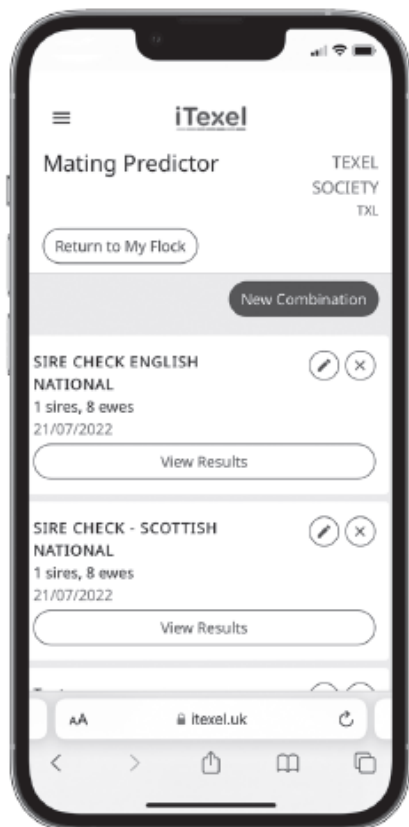 iTexel
Mating Predictor
TEXEL
SOCIETY
TXL
Return to My Flock
New Combination
SIRE CHECK ENGLISH
NATIONAL
1 sires, 8 ewes
21/07/2022
View Results
SIRE CHECK - SCOTTISH
NATIONAL
1 sires, 8 ewes
21/07/2022
View Results
AA
itexel.uk